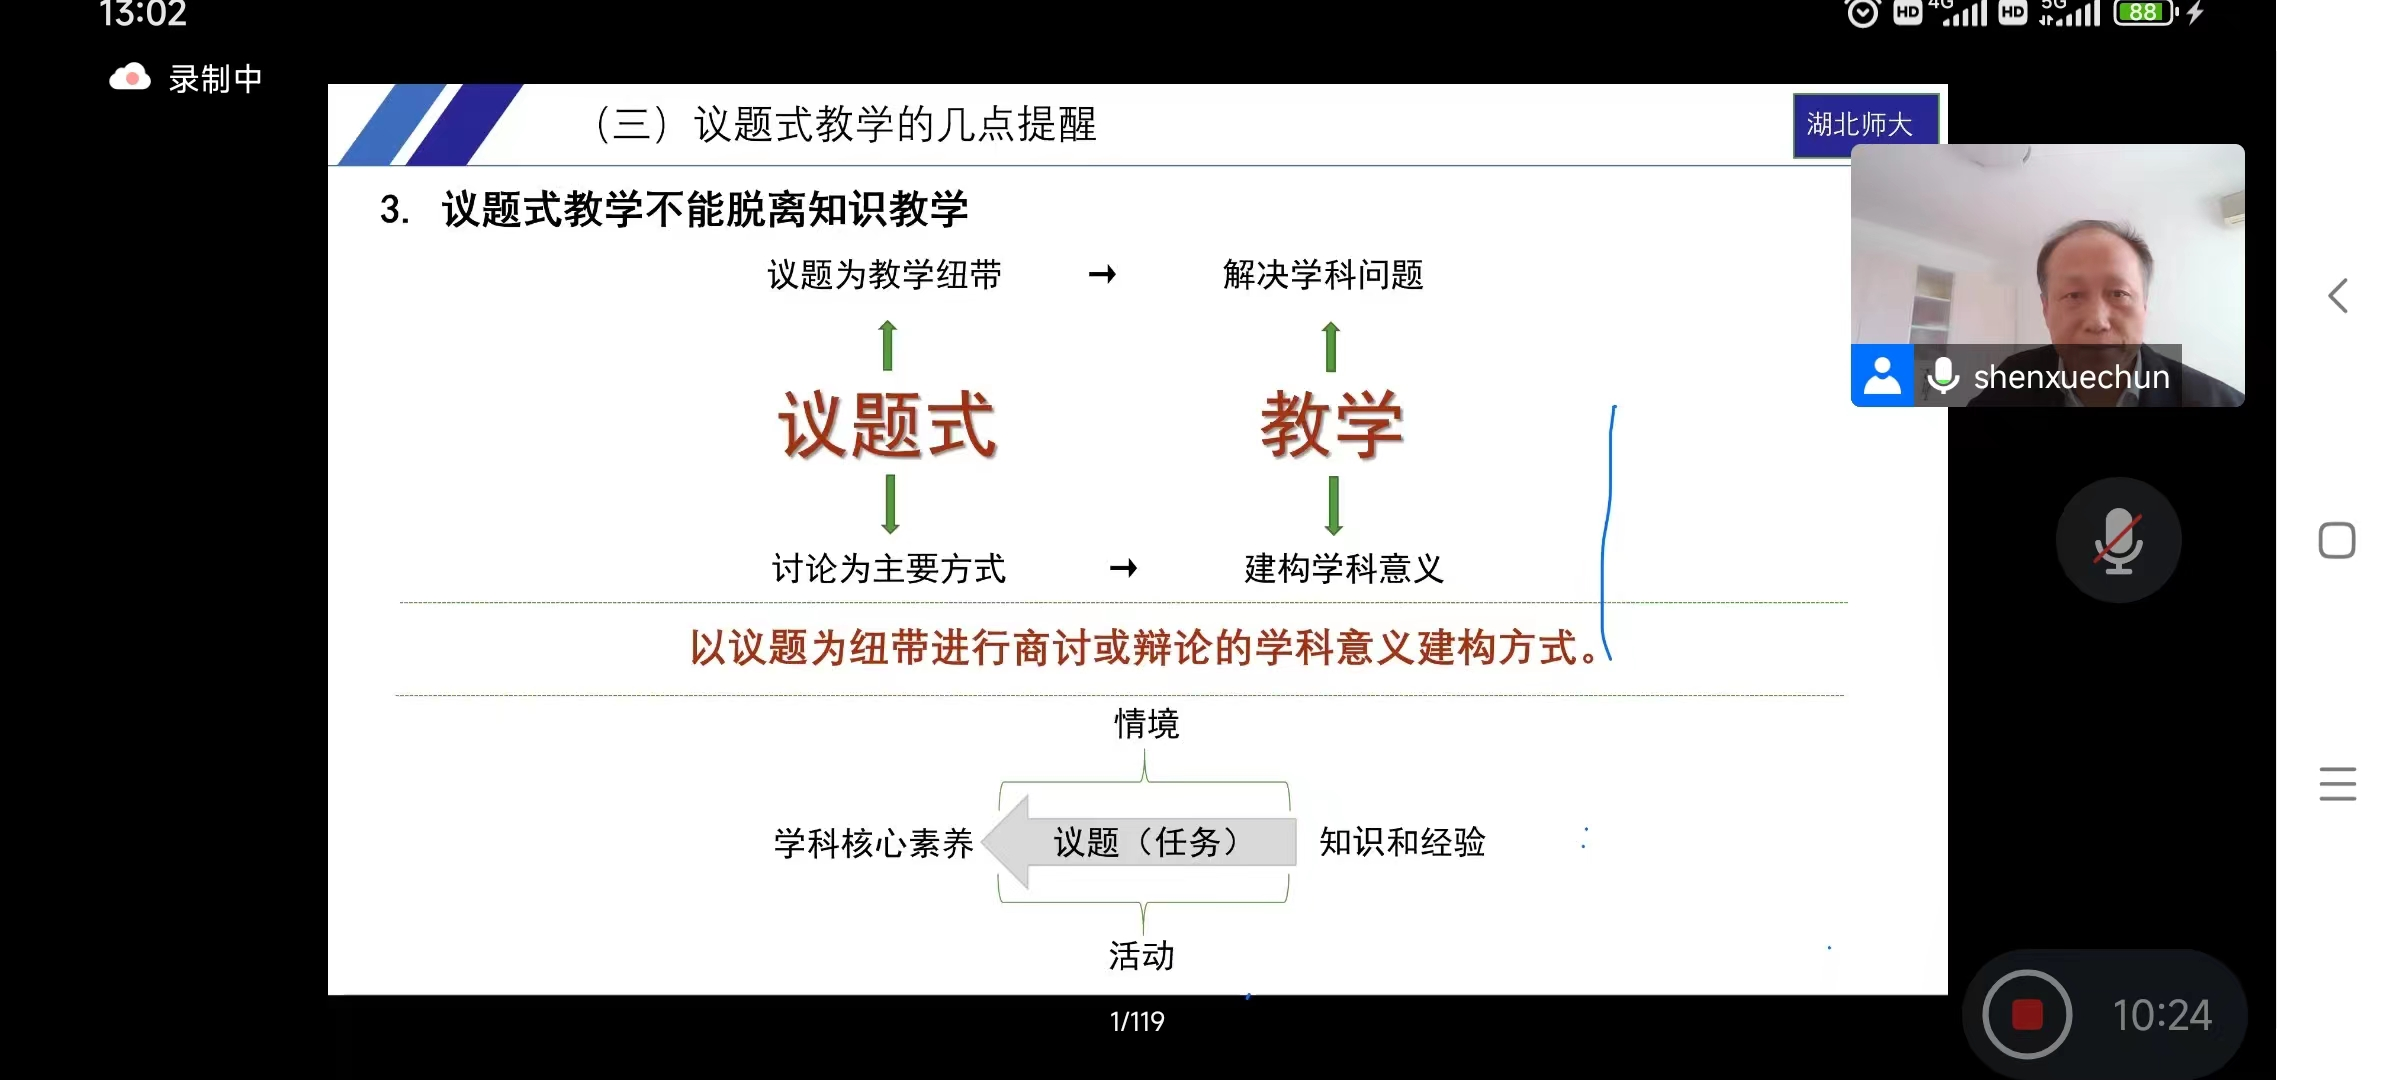 13:02
4G
5G
HD
HD
88
录制中
（三）议题式教学的几点提醒
湖北师大
3. 议题式教学不能脱离知识教学
议题为教学纽带 → 解决学科问题
议题式 教学
shenxuechun
讨论为主要方式 → 建构学科意义
以议题为纽带进行商讨或辩论的学科意义建构方式。
情境
学科核心素养 议题（任务） 知识和经验
活动
1/119
10:24